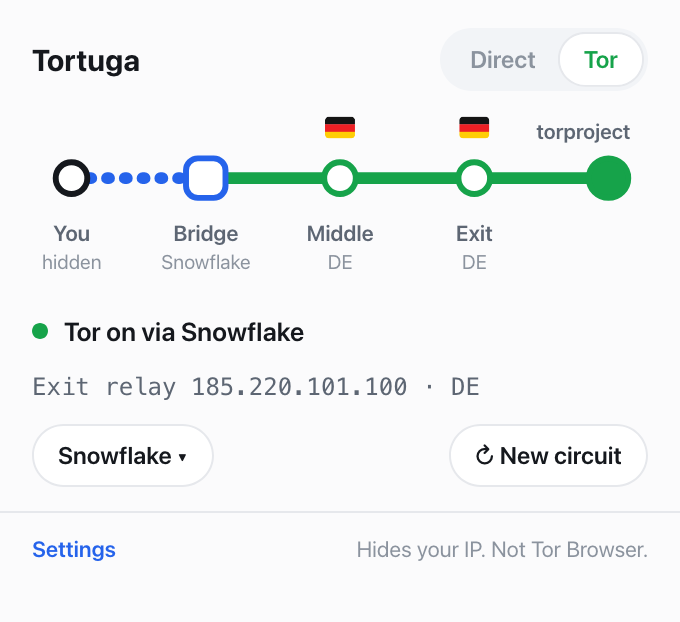 Tortuga
Direct Tor
torproject
You Bridge Middle Exit
hidden Snowflake DE DE
Tor on via Snowflake
Exit relay 185.220.101.100 · DE
Snowflake ▾ ↻ New circuit
Settings Hides your IP. Not Tor Browser.